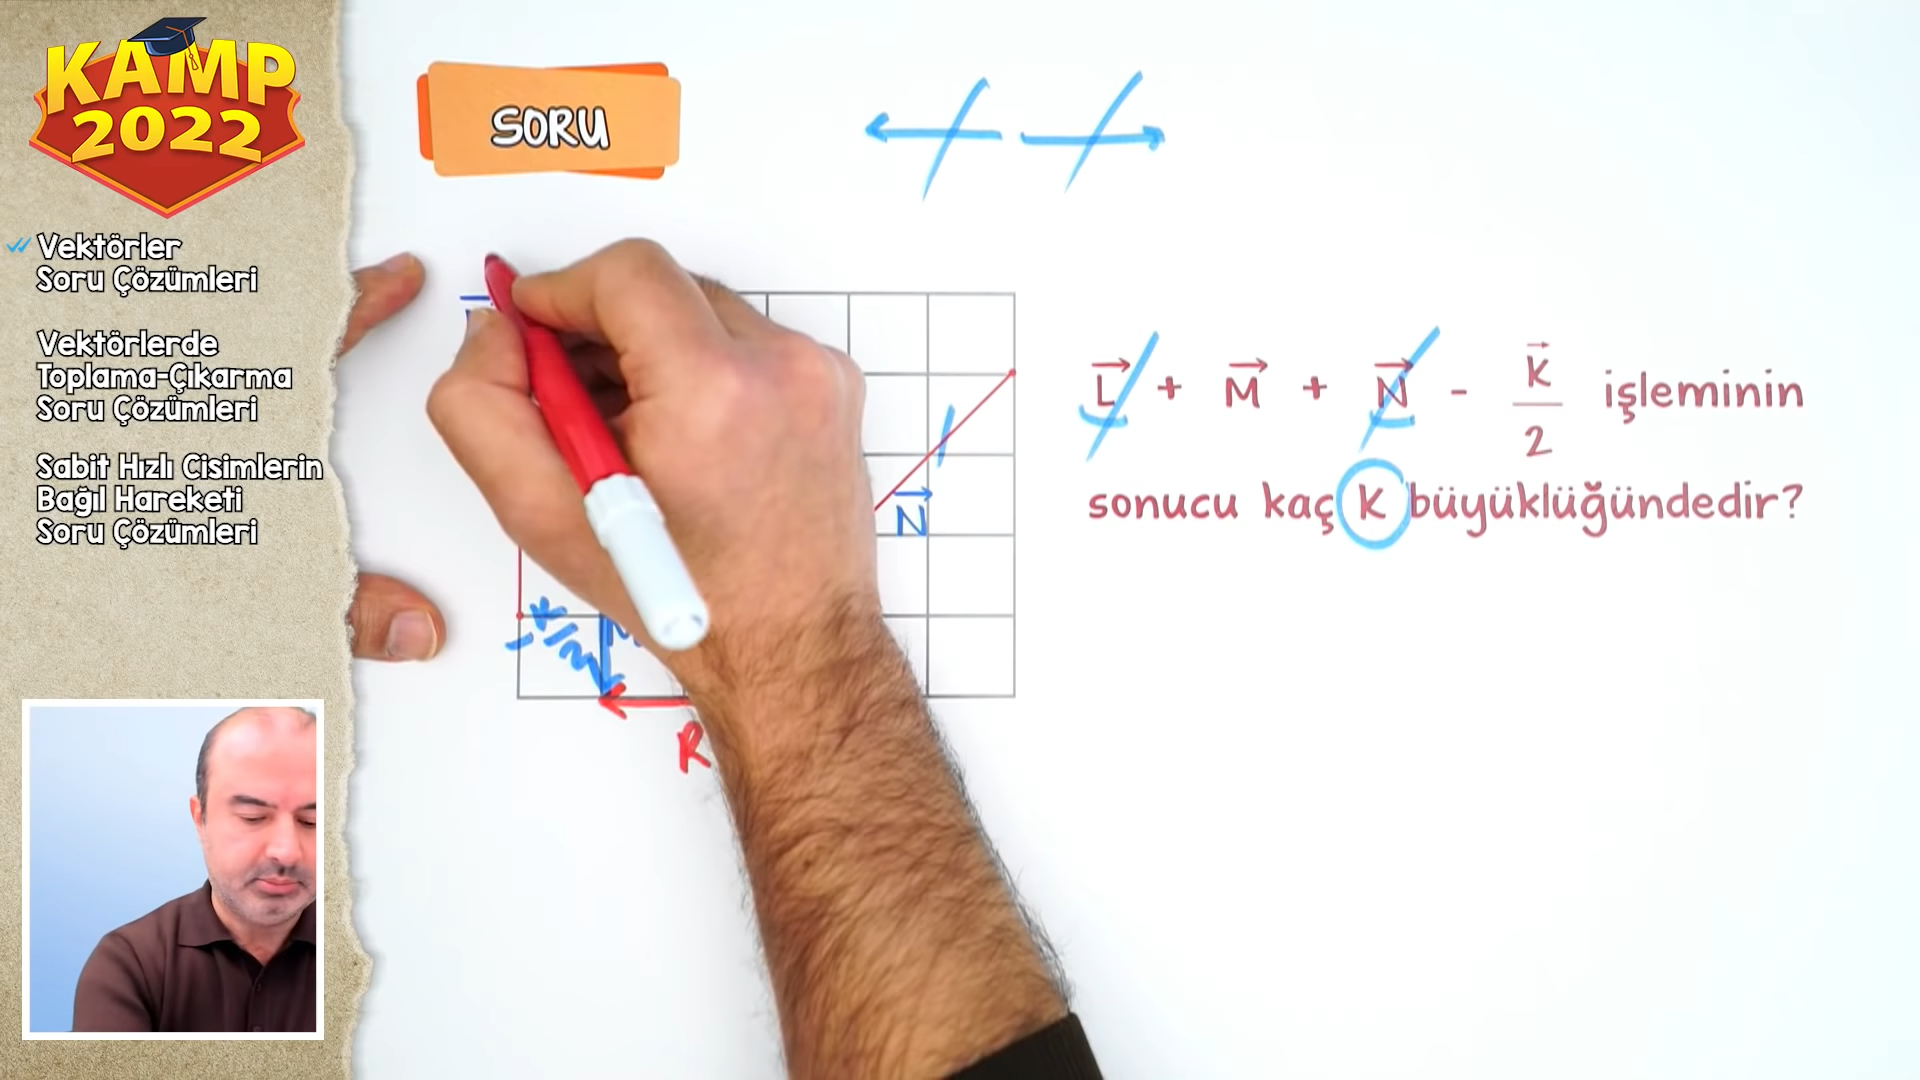 KAMP
2022
Vektörler
Soru Çözümleri
Vektörlerde
Toplama-Çıkarma
Soru Çözümleri
Sabit Hızlı Cisimlerin
Bağıl Hareketi
Soru Çözümleri
SORU
N
-K/2
R
L + M + N - K/2 işleminin
sonucu kaç K büyüklüğündedir?